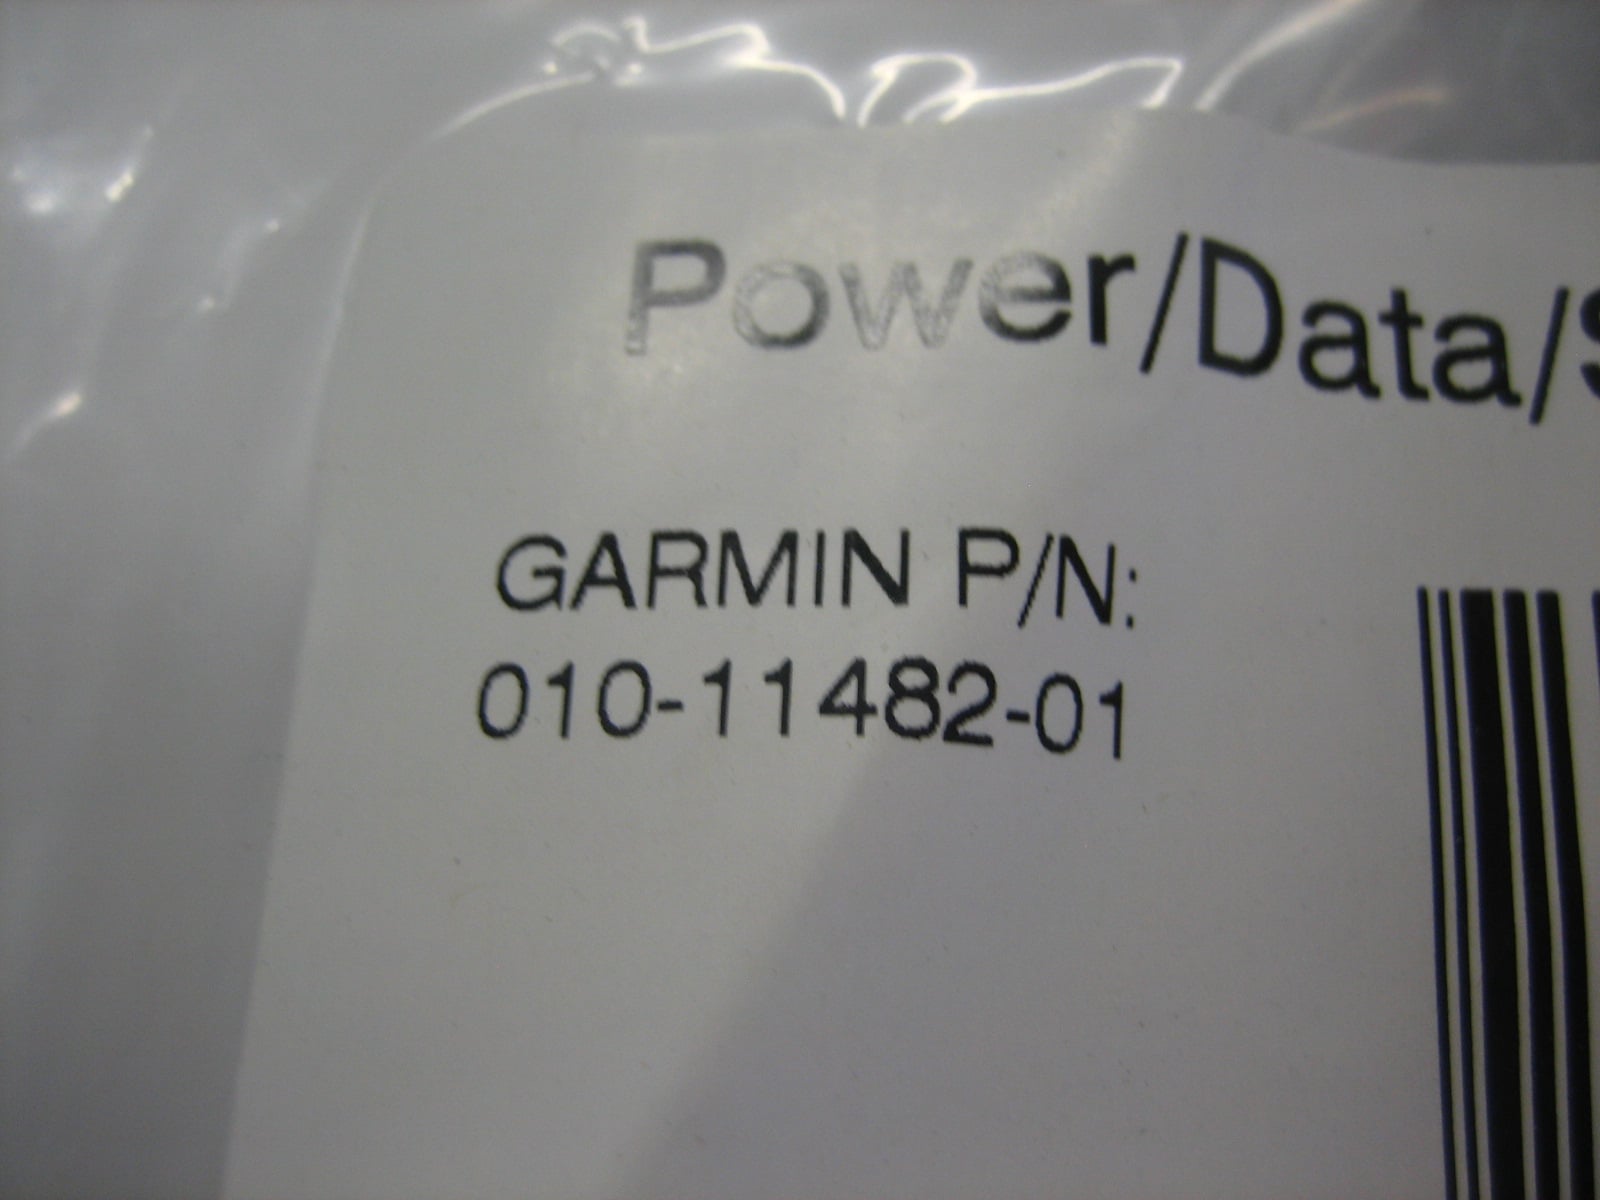 Power/Data/S
GARMIN P/N:
010-11482-01